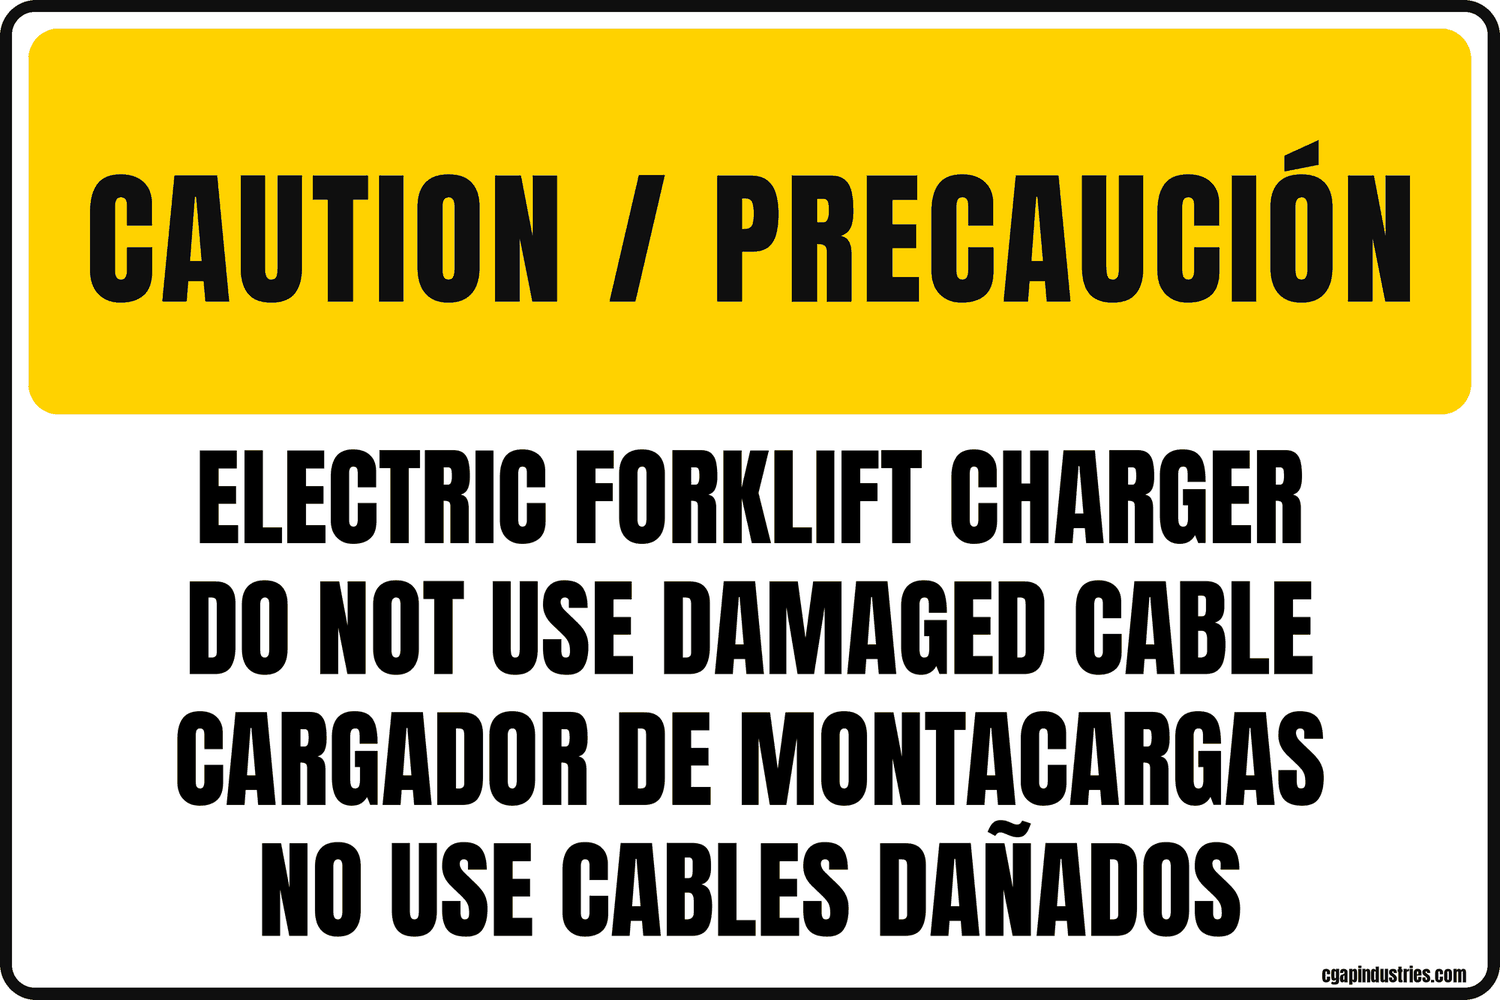 CAUTION / PRECAUCIÓN
ELECTRIC FORKLIFT CHARGER
DO NOT USE DAMAGED CABLE
CARGADOR DE MONTACARGAS
NO USE CABLES DAÑADOS
cgapindustries.com